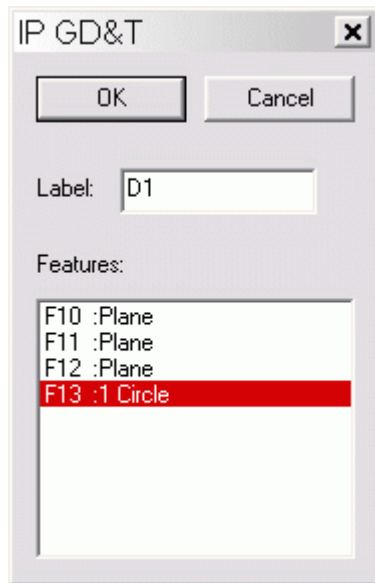 IP GD&T
OK
Cancel
Label: D1
Features:
F10 :Plane
F11 :Plane
F12 :Plane
F13 :1 Circle